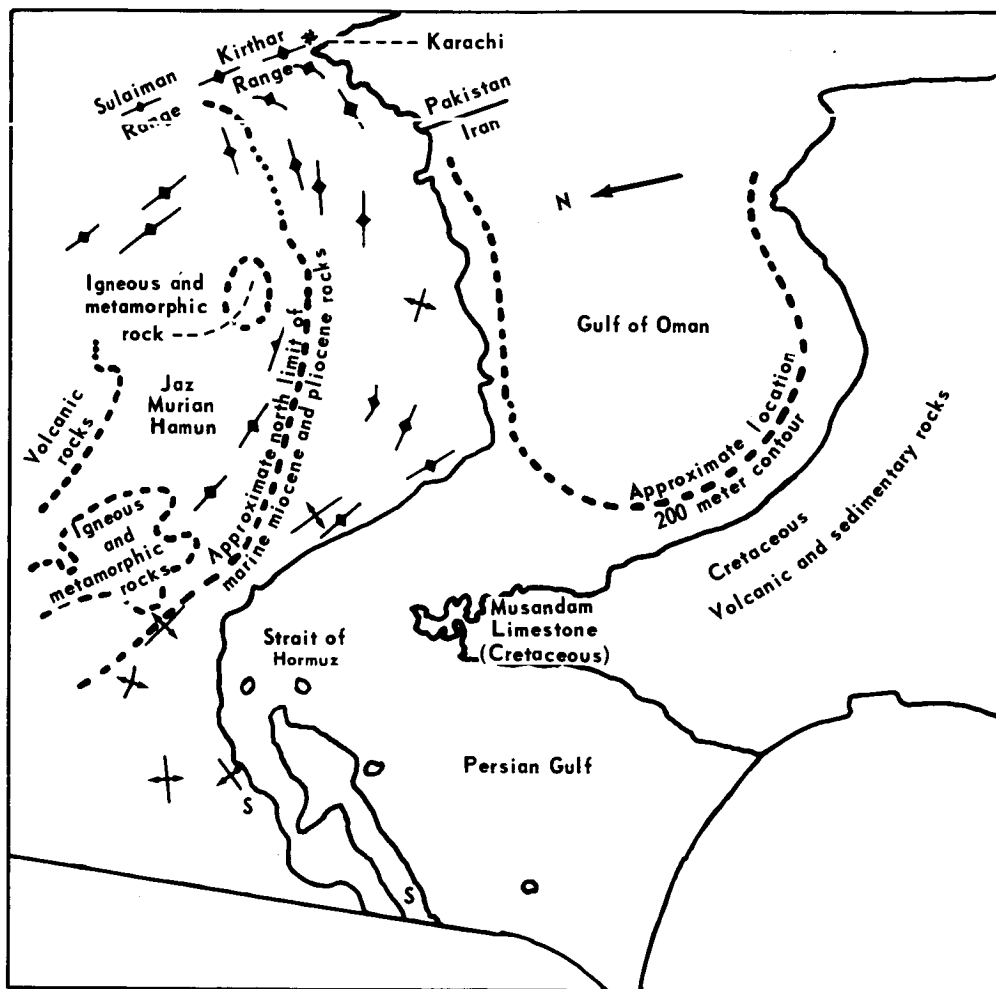 Karachi
Kirthar
Range
Sulaiman
Range
Pakistan
Iran
N
Igneous and
metamorphic
rock
Gulf of Oman
Jaz
Murian
Hamun
Volcanic
rocks
Approximate north limit of
marine miocene and pliocene rocks
Approximate location
200 meter contour
Cretaceous
Volcanic and sedimentary rocks
Igneous
and
metamorphic
rocks
Musandam
Limestone
(Cretaceous)
Strait of
Hormuz
Persian Gulf
S
S